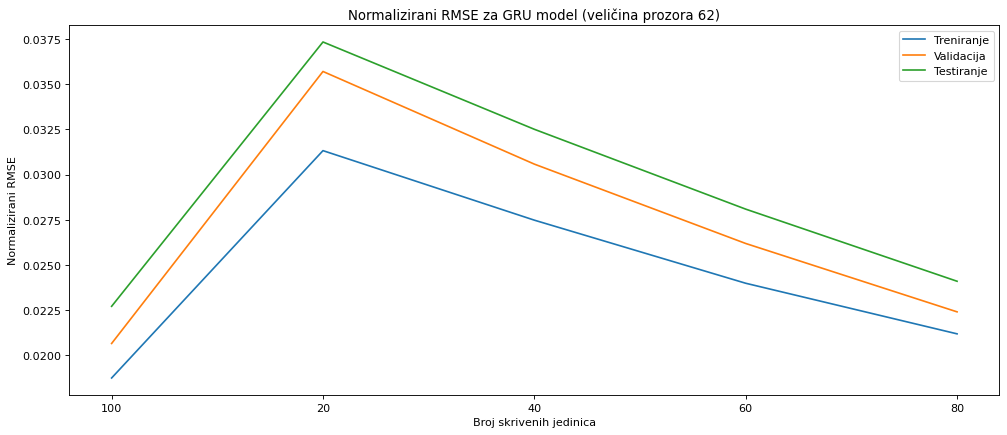 Normalizirani RMSE za GRU model (veličina prozora 62)
Treniranje
Validacija
Testiranje
Normalizirani RMSE
0.0375
0.0350
0.0325
0.0300
0.0275
0.0250
0.0225
0.0200
100 20 40 60 80
Broj skrivenih jedinica